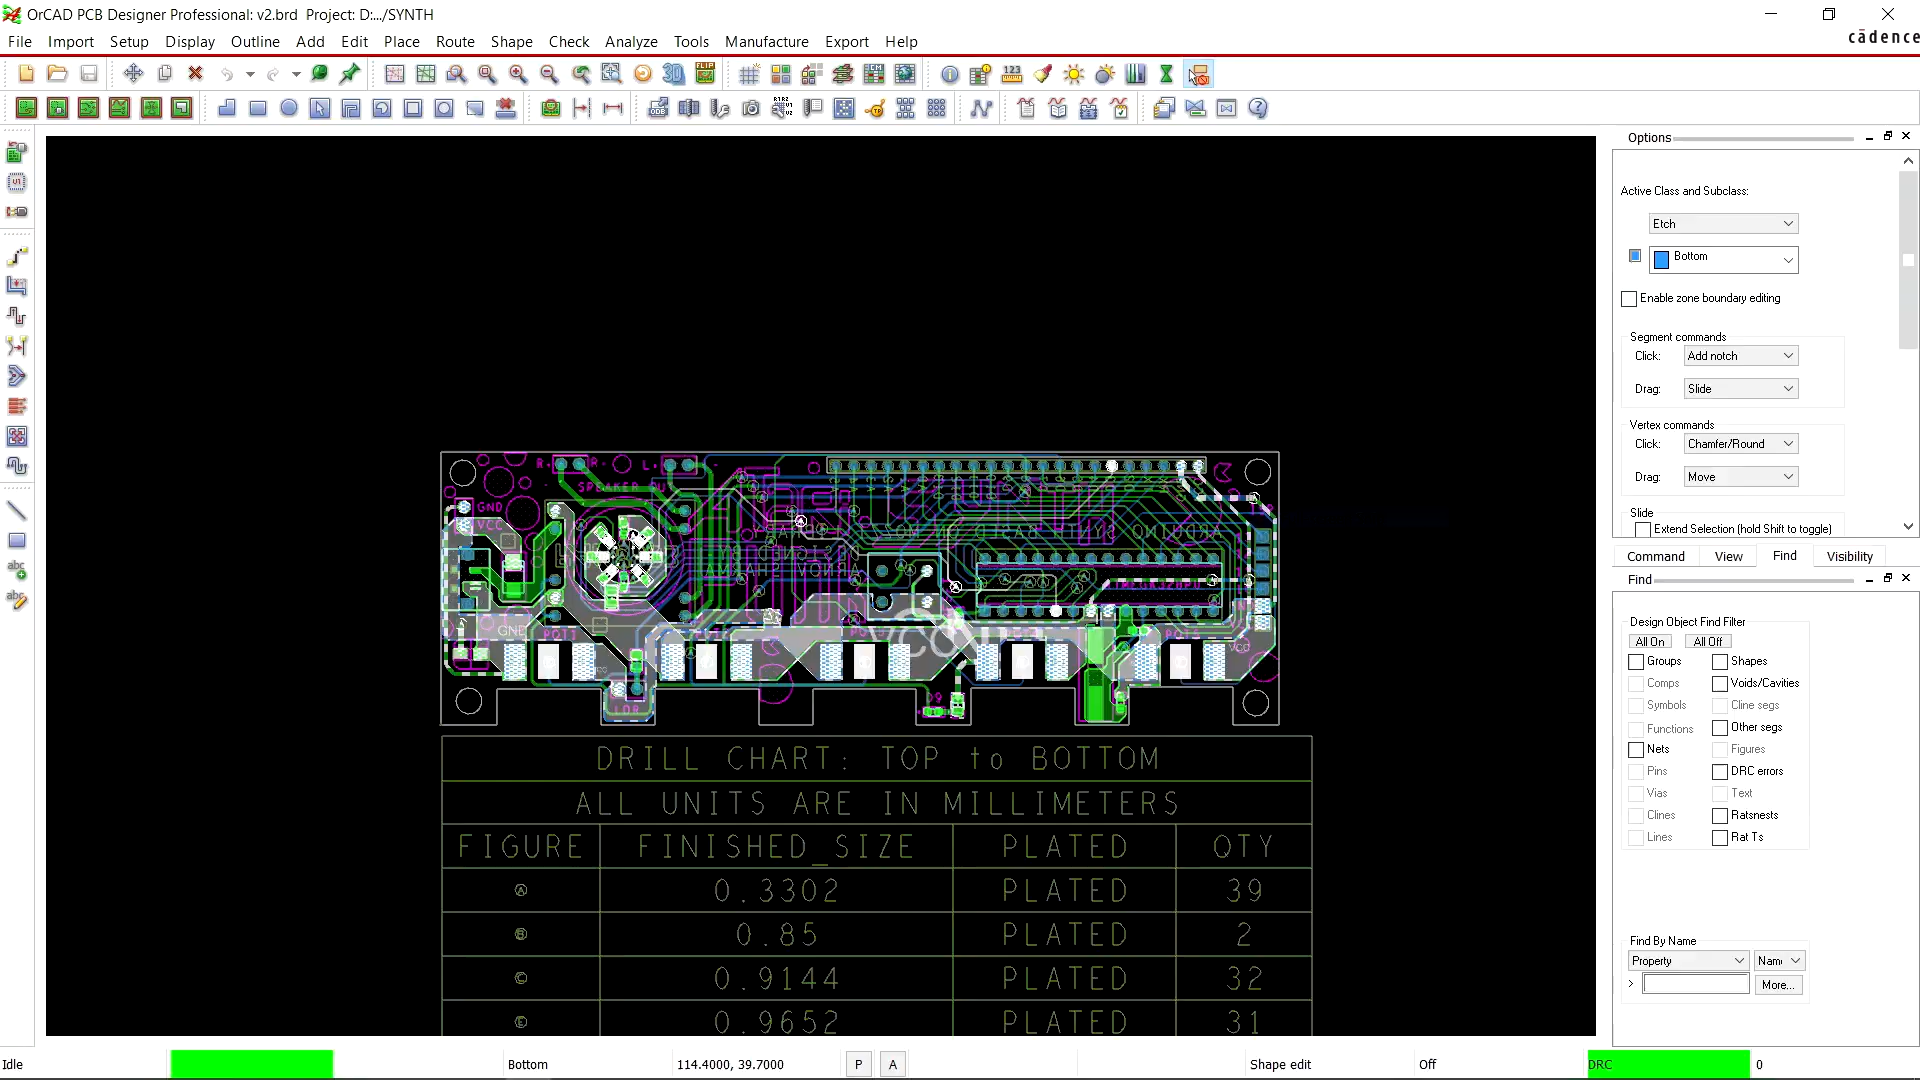 OrCAD PCB Designer Professional: v2.brd  Project: D:.../SYNTH
File Import Setup Display Outline Add Edit Place Route Shape Check Analyze Tools Manufacture Export Help
cādence
Options
Active Class and Subclass:
Etch
Bottom
Enable zone boundary editing
Segment commands
Click: Add notch
Drag: Slide
Vertex commands
Click: Chamfer/Round
Drag: Move
Slide
Extend Selection (hold Shift to toggle)
Command View Find Visibility
Find
Design Object Find Filter
All On All Off
Groups Shapes
Comps Voids/Cavities
Symbols Cline segs
Functions Other segs
Nets Figures
Pins DRC errors
Vias Text
Clines Ratsnests
Lines Rat Ts
Find By Name
Property Nam
> More...
R. R- L.
SPEAKER OU
GND
VCC
GND POT1
LDR
D9
VCO
DRILL CHART: TOP to BOTTOM
ALL UNITS ARE IN MILLIMETERS
FIGURE FINISHED_SIZE PLATED QTY
A 0.3302 PLATED 39
B 0.85 PLATED 2
C 0.9144 PLATED 32
E 0.9652 PLATED 31
Idle Bottom 114.4000, 39.7000 P A Shape edit Off DRC 0